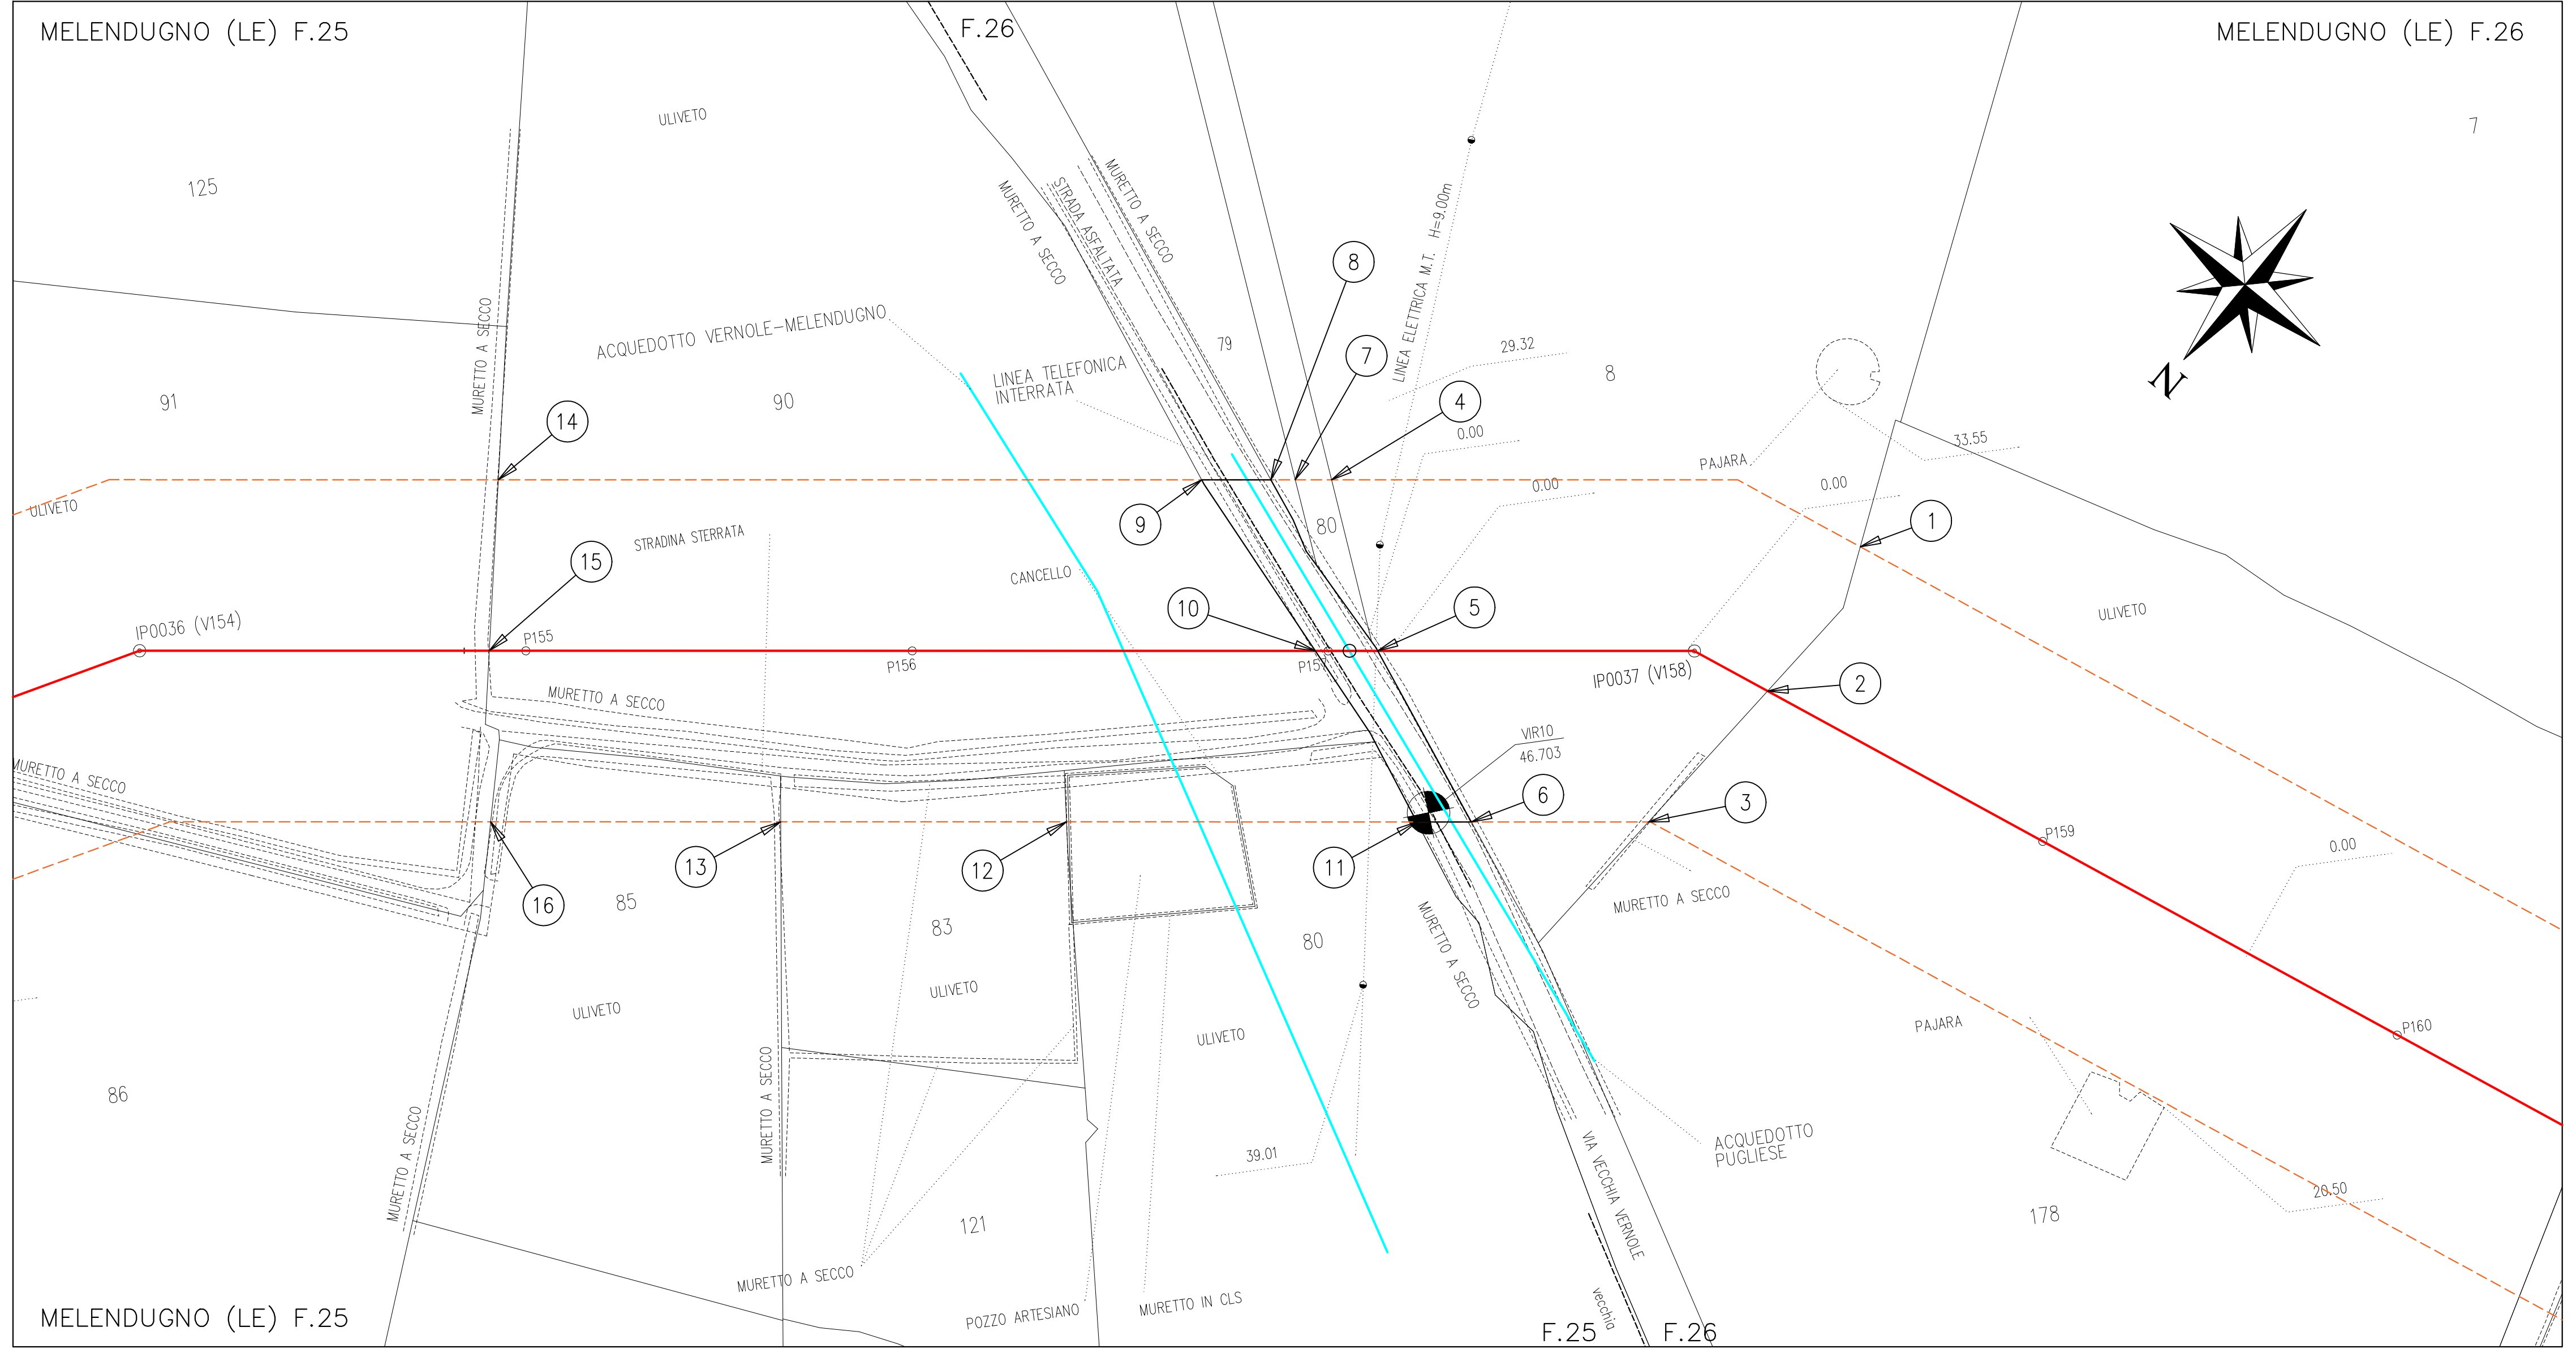 MELENDUGNO (LE) F.25
F.26
MELENDUGNO (LE) F.26
ULIVETO
7
125
MURETTO A SECCO
STRADA ASFALTATA
MURETTO A SECCO
LINEA ELETTRICA M.T. H=9.00m
8
7
4
79
29.32
8
ACQUEDOTTO VERNOLE-MELENDUGNO
MURETTO A SECCO
LINEA TELEFONICA
INTERRATA
91
90
14
0.00
33.55
PAJARA
0.00
0.00
ULIVETO
9
80
1
STRADINA STERRATA
15
CANCELLO
10
5
ULIVETO
IP0036 (V154)
P155
P156
P157
IP0037 (V158)
2
MURETTO A SECCO
VIR10
46.703
MURETTO A SECCO
6
3
P159
0.00
13
12
11
16
85
83
80
MURETTO A SECCO
MURETTO A SECCO
ULIVETO
ULIVETO
ULIVETO
PAJARA
P160
86
MURETTO A SECCO
MURETTO A SECCO
39.01
ACQUEDOTTO
PUGLIESE
VIA VECCHIA VERNOLE
20.50
178
121
MURETTO A SECCO
POZZO ARTESIANO
MURETTO IN CLS
vecchia
MELENDUGNO (LE) F.25
F.25
F.26
N